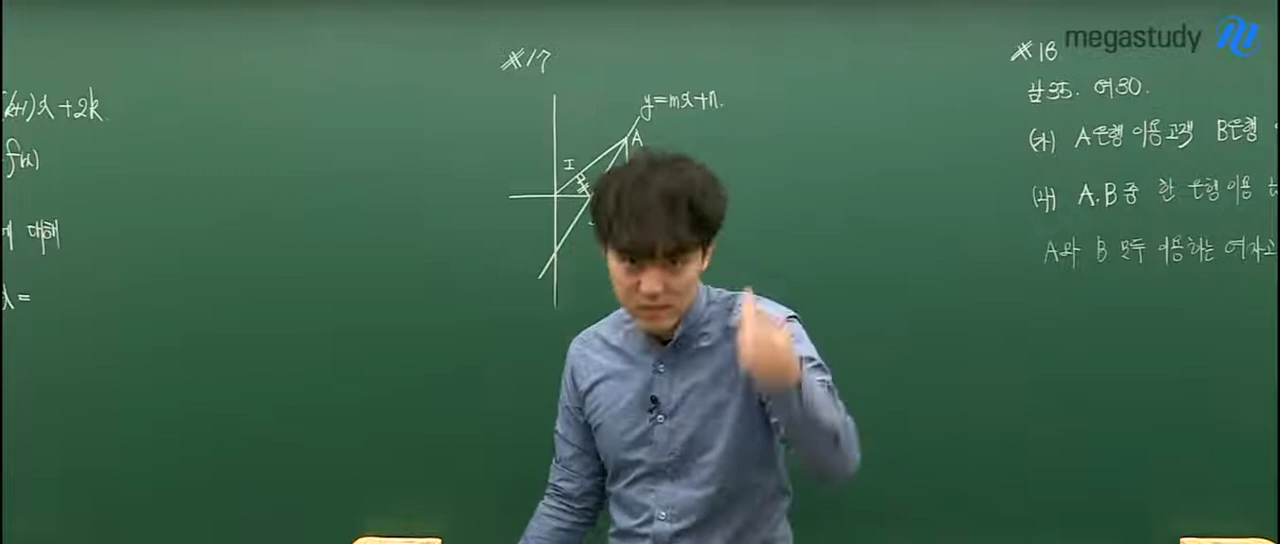 (k+1)x+2k
f(x)
에 대해
x=
#17
y=mx+n.
I
A
megastudy
#18
남35. 여30.
(가) A은행 이용고객 B은행
(나) A.B중 한 은행 이용
A와 B 모두 이용하는 여자고